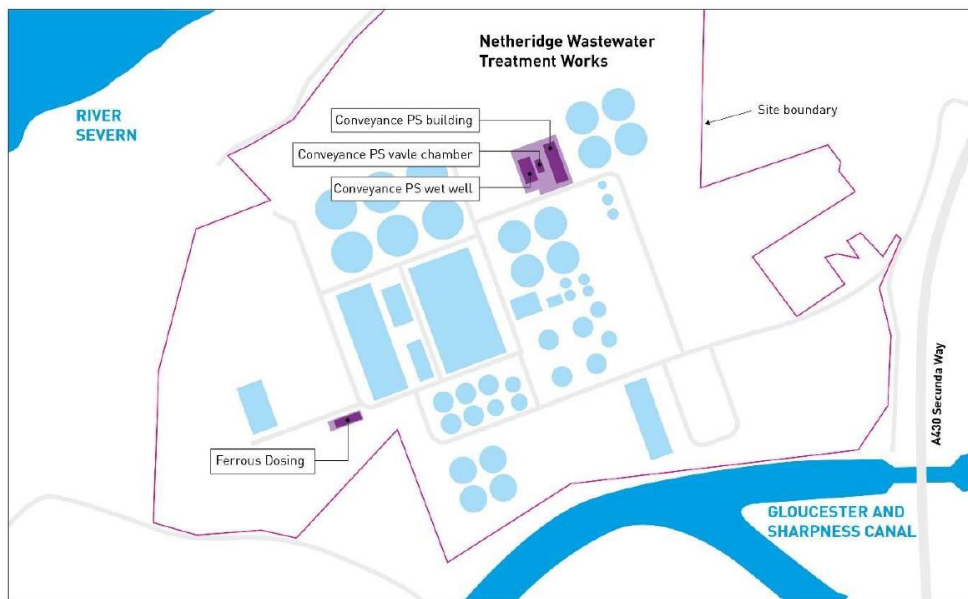 Netheridge Wastewater
Treatment Works
RIVER
SEVERN
Conveyance PS building
Site boundary
Conveyance PS vavle chamber
Conveyance PS wet well
A430 Secunda Way
Ferrous Dosing
GLOUCESTER AND
SHARPNESS CANAL